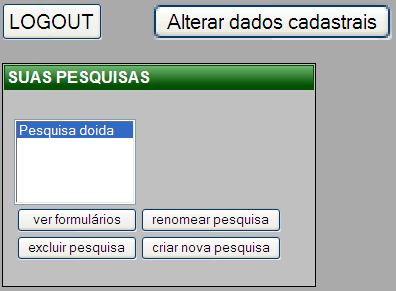 LOGOUT
Alterar dados cadastrais
SUAS PESQUISAS
Pesquisa doida
ver formulários
renomear pesquisa
excluir pesquisa
criar nova pesquisa